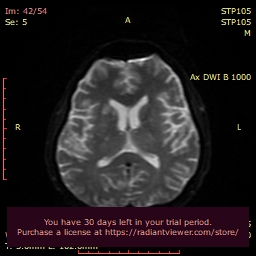 Im: 42/54
Se: 5
A
STP105
STP105
M
Ax DWI B 1000
R
L
You have 30 days left in your trial period.
Purchase a license at https://radiantviewer.com/store/